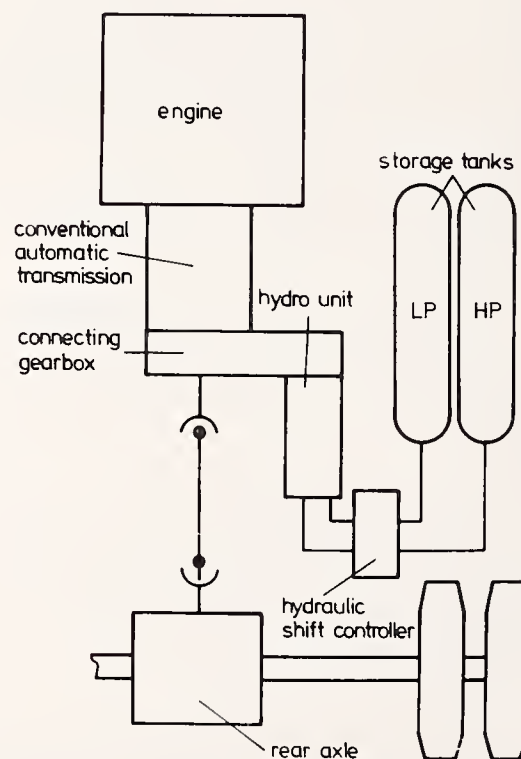 engine
storage tanks
conventional
automatic
transmission
hydro unit
LP
HP
connecting
gearbox
hydraulic
shift controller
rear axle